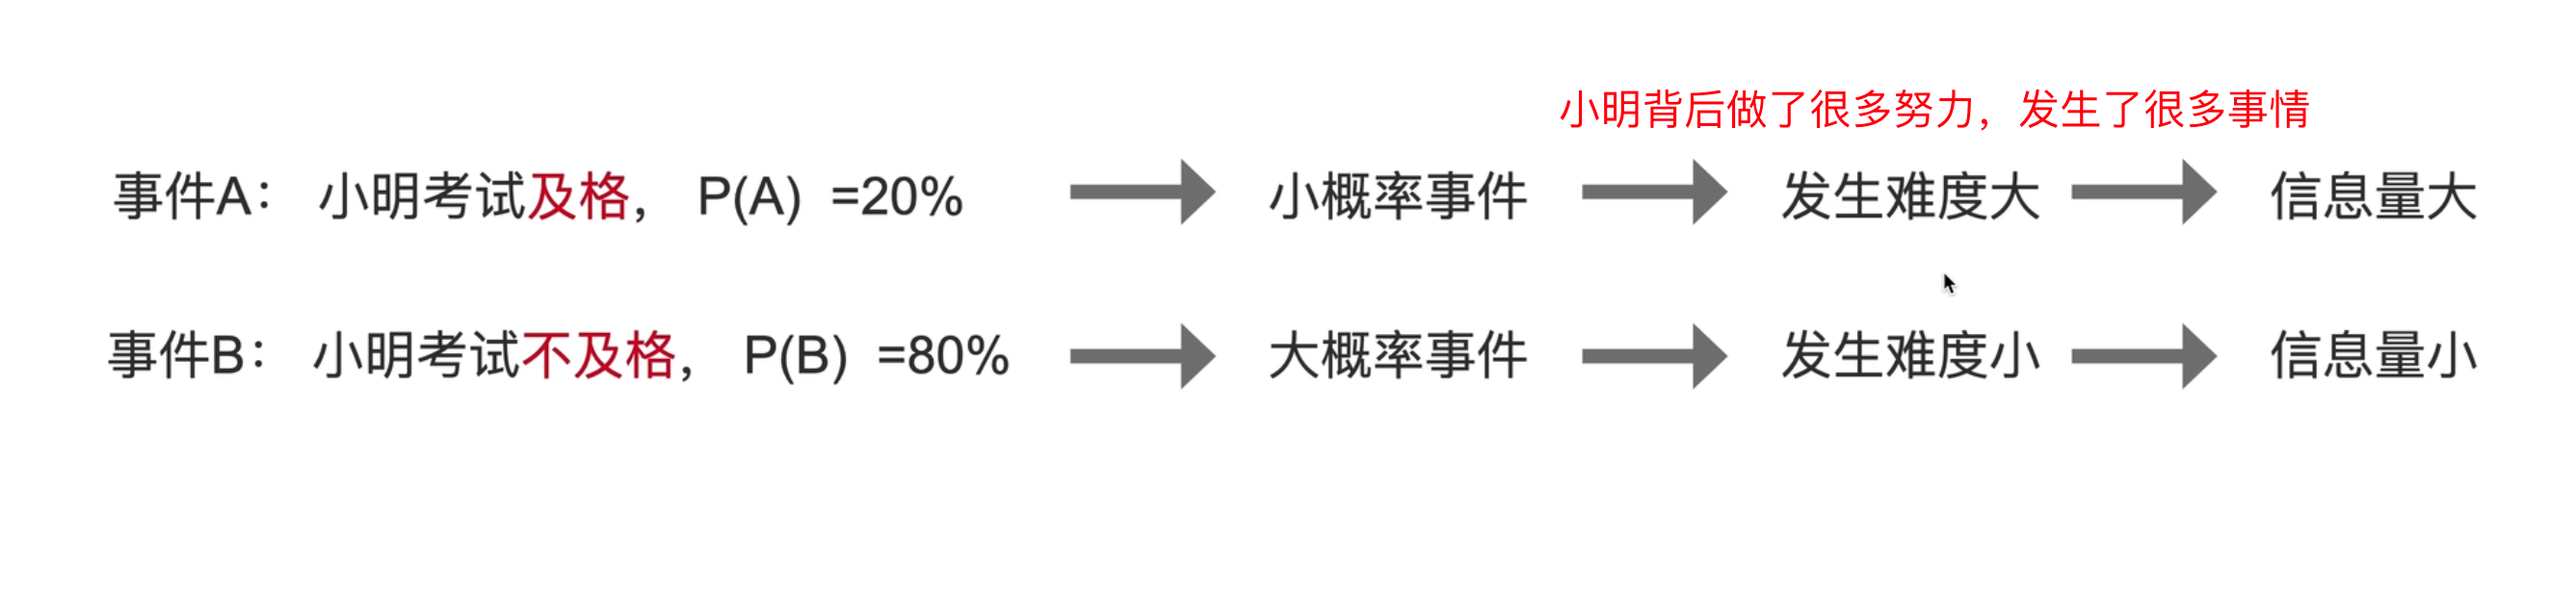 小明背后做了很多努力，发生了很多事情
事件A： 小明考试及格， P(A) =20% 小概率事件 发生难度大 信息量大
事件B： 小明考试不及格， P(B) =80% 大概率事件 发生难度小 信息量小